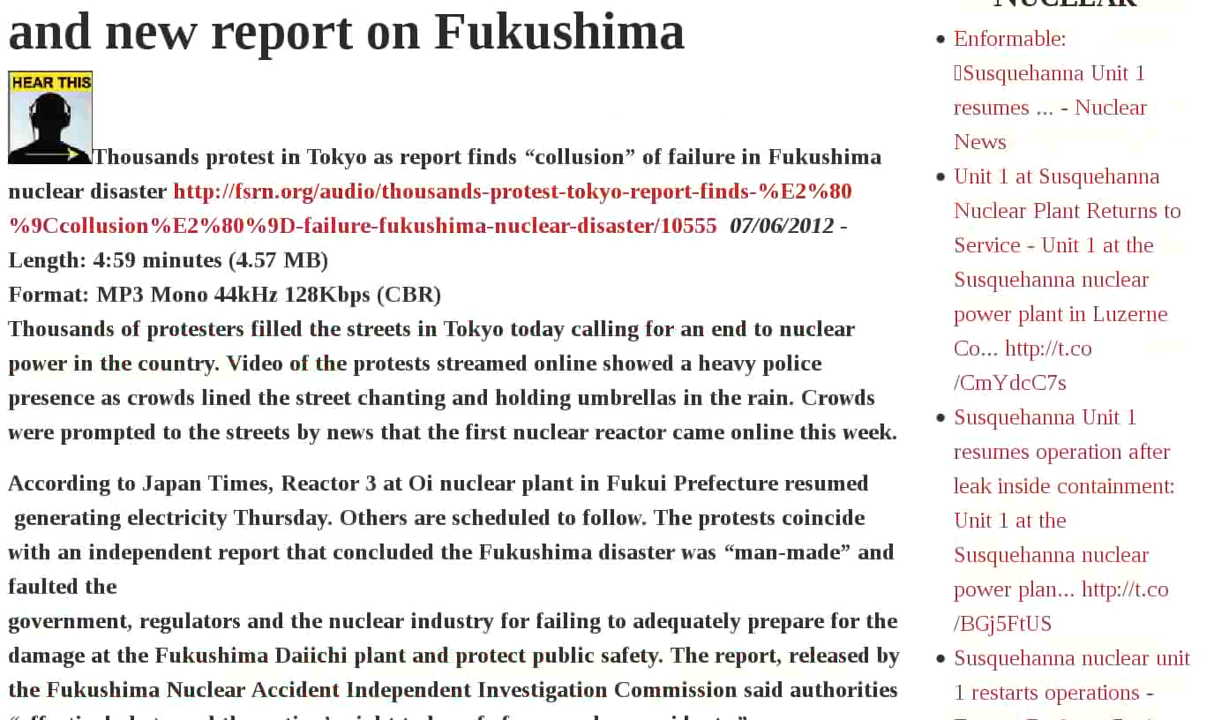 and new report on Fukushima
HEAR THIS
Thousands protest in Tokyo as report finds “collusion” of failure in Fukushima
nuclear disaster http://fsrn.org/audio/thousands-protest-tokyo-report-finds-%E2%80
%9Ccollusion%E2%80%9D-failure-fukushima-nuclear-disaster/10555 07/06/2012 -
Length: 4:59 minutes (4.57 MB)
Format: MP3 Mono 44kHz 128Kbps (CBR)
Thousands of protesters filled the streets in Tokyo today calling for an end to nuclear
power in the country. Video of the protests streamed online showed a heavy police
presence as crowds lined the street chanting and holding umbrellas in the rain. Crowds
were prompted to the streets by news that the first nuclear reactor came online this week.
According to Japan Times, Reactor 3 at Oi nuclear plant in Fukui Prefecture resumed
generating electricity Thursday. Others are scheduled to follow. The protests coincide
with an independent report that concluded the Fukushima disaster was “man-made” and
faulted the
government, regulators and the nuclear industry for failing to adequately prepare for the
damage at the Fukushima Daiichi plant and protect public safety. The report, released by
the Fukushima Nuclear Accident Independent Investigation Commission said authorities
NUCLEAR
• Enformable:
Susquehanna Unit 1
resumes ... - Nuclear
News
• Unit 1 at Susquehanna
Nuclear Plant Returns to
Service - Unit 1 at the
Susquehanna nuclear
power plant in Luzerne
Co... http://t.co
/CmYdcC7s
• Susquehanna Unit 1
resumes operation after
leak inside containment:
Unit 1 at the
Susquehanna nuclear
power plan... http://t.co
/BGj5FtUS
• Susquehanna nuclear unit
1 restarts operations -